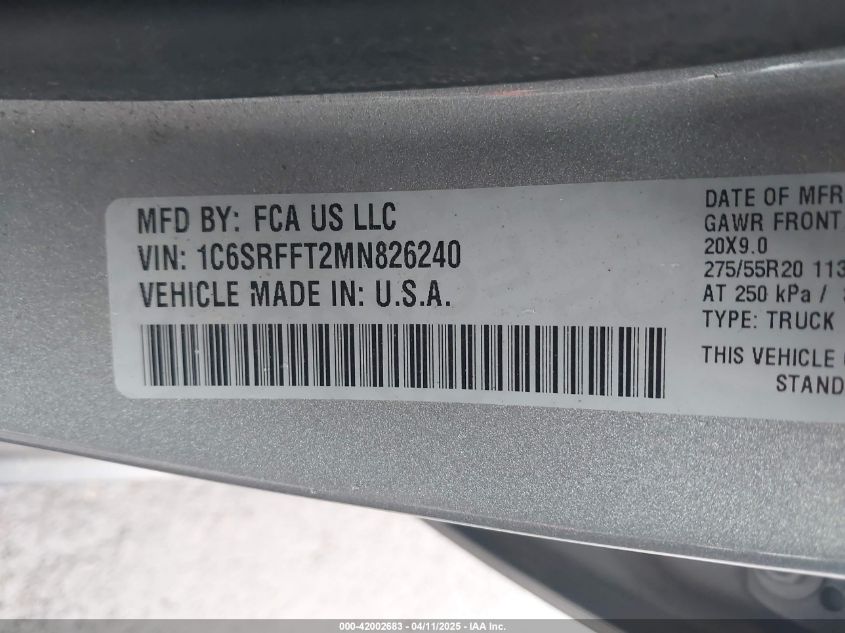 MFD BY: FCA US LLC
VIN: 1C6SRFFT2MN826240
VEHICLE MADE IN: U.S.A.
DATE OF MFR
GAWR FRONT
20X9.0
275/55R20 113
AT 250 kPa /
TYPE: TRUCK
THIS VEHICLE
STAND
000-42002683 - 04/11/2025 - IAA Inc.